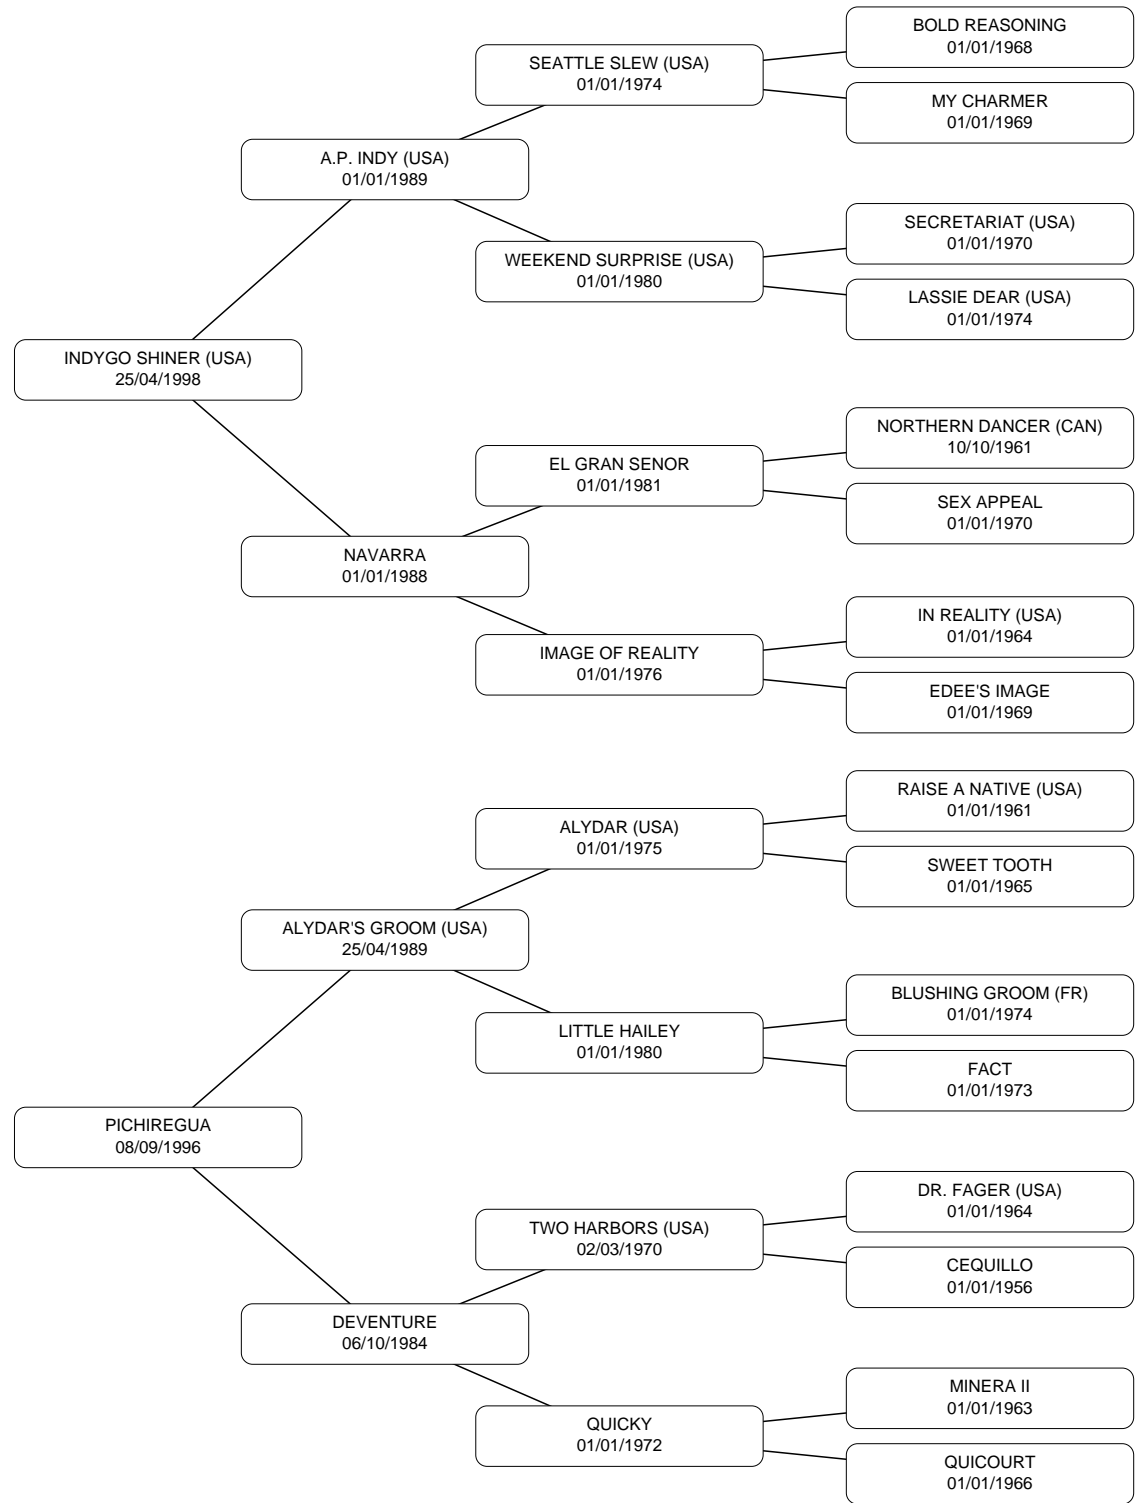 BOLD REASONING
01/01/1968
SEATTLE SLEW (USA)
01/01/1974
MY CHARMER
01/01/1969
A.P. INDY (USA)
01/01/1989
SECRETARIAT (USA)
01/01/1970
WEEKEND SURPRISE (USA)
01/01/1980
LASSIE DEAR (USA)
01/01/1974
INDYGO SHINER (USA)
25/04/1998
NORTHERN DANCER (CAN)
10/10/1961
EL GRAN SENOR
01/01/1981
SEX APPEAL
01/01/1970
NAVARRA
01/01/1988
IN REALITY (USA)
01/01/1964
IMAGE OF REALITY
01/01/1976
EDEE'S IMAGE
01/01/1969
RAISE A NATIVE (USA)
01/01/1961
ALYDAR (USA)
01/01/1975
SWEET TOOTH
01/01/1965
ALYDAR'S GROOM (USA)
25/04/1989
BLUSHING GROOM (FR)
01/01/1974
LITTLE HAILEY
01/01/1980
FACT
01/01/1973
PICHIREGUA
08/09/1996
DR. FAGER (USA)
01/01/1964
TWO HARBORS (USA)
02/03/1970
CEQUILLO
01/01/1956
DEVENTURE
06/10/1984
MINERA II
01/01/1963
QUICKY
01/01/1972
QUICOURT
01/01/1966